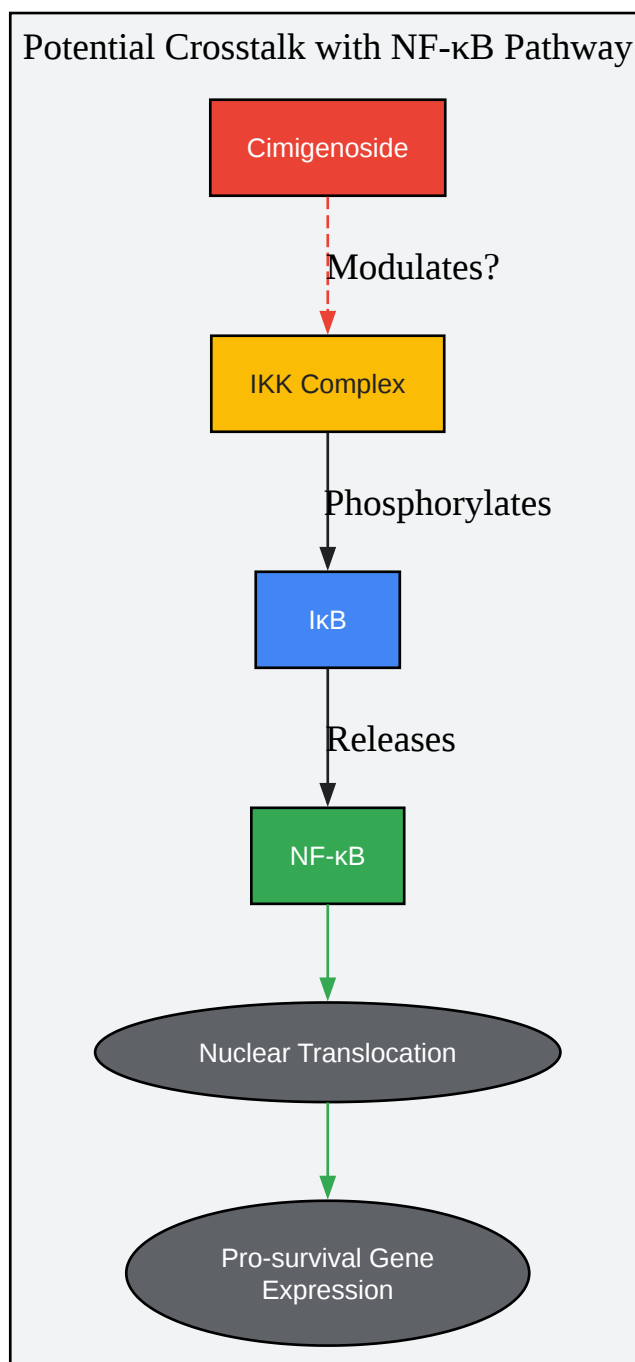 Potential Crosstalk with NF-κB Pathway
Cimigenoside
Modulates?
IKK Complex
Phosphorylates
IκB
Releases
NF-κB
Nuclear Translocation
Pro-survival Gene
Expression